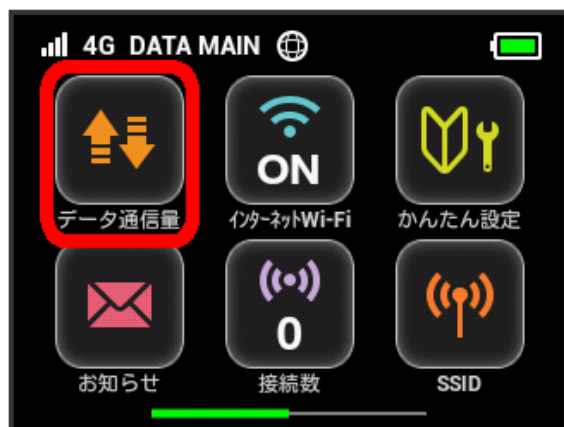 4G DATA MAIN
ON
データ通信量 インターネットWi-Fi かんたん設定
0
お知らせ 接続数 SSID